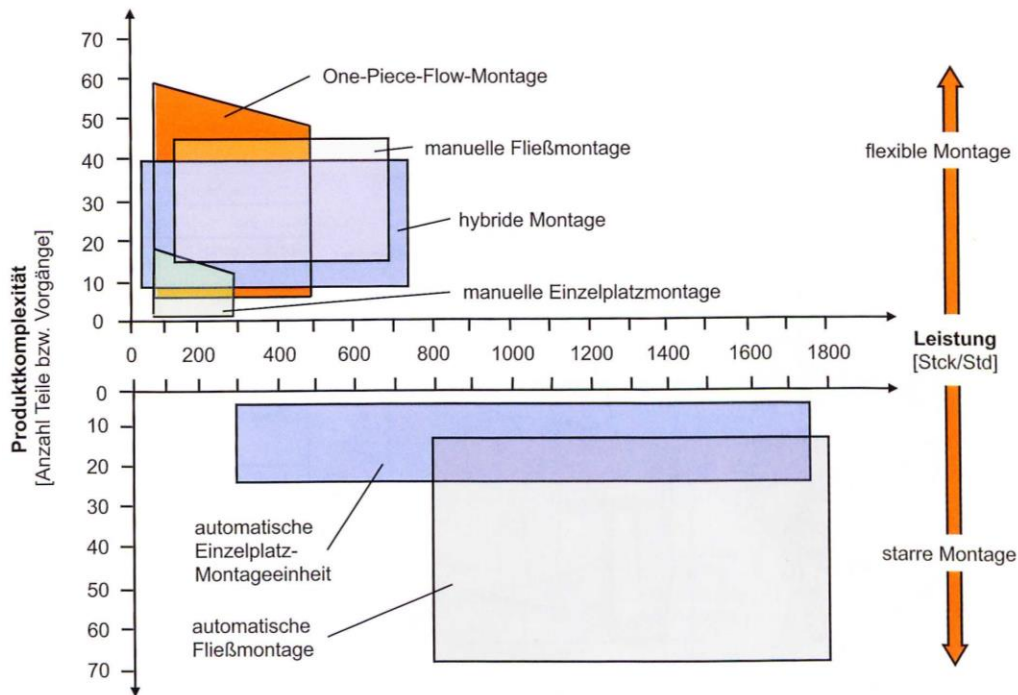 70
60
50
40
30
20
10
0
One-Piece-Flow-Montage
manuelle Fließmontage
hybride Montage
manuelle Einzelplatzmontage
flexible Montage
0 200 400 600 800 1000 1200 1400 1600 1800
Produktkomplexität
[Anzahl Teile bzw. Vorgänge]
Leistung
[Stck/Std]
0
10
20
30
40
50
60
70
automatische
Einzelplatz-
Montageeinheit
automatische
Fließmontage
starre Montage